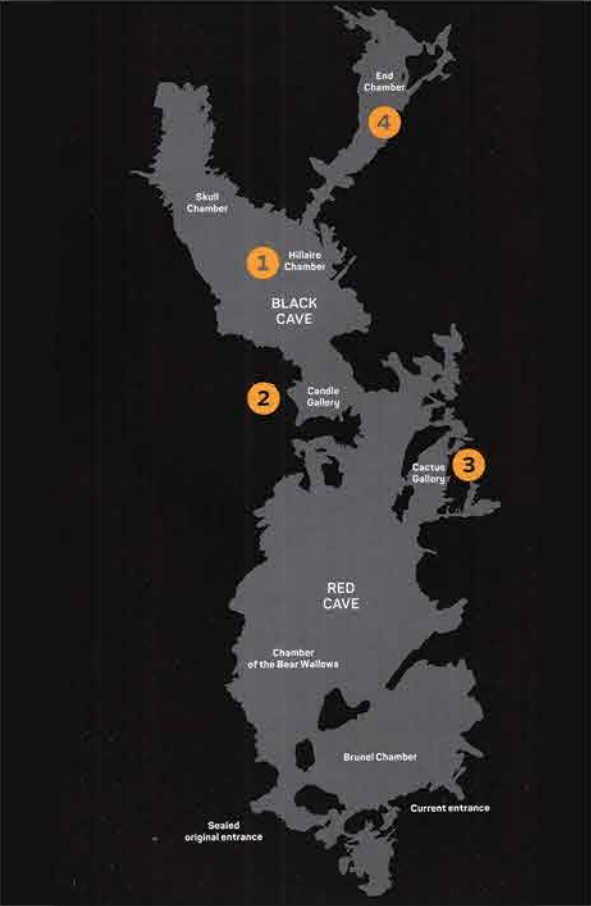 End
Chamber
4
Skull
Chamber
1
Hillaire
Chamber
BLACK
CAVE
2
Candle
Gallery
Cactus
Gallery
3
RED
CAVE
Chamber
of the Bear Wallows
Brunel Chamber
Current entrance
Sealed
original entrance